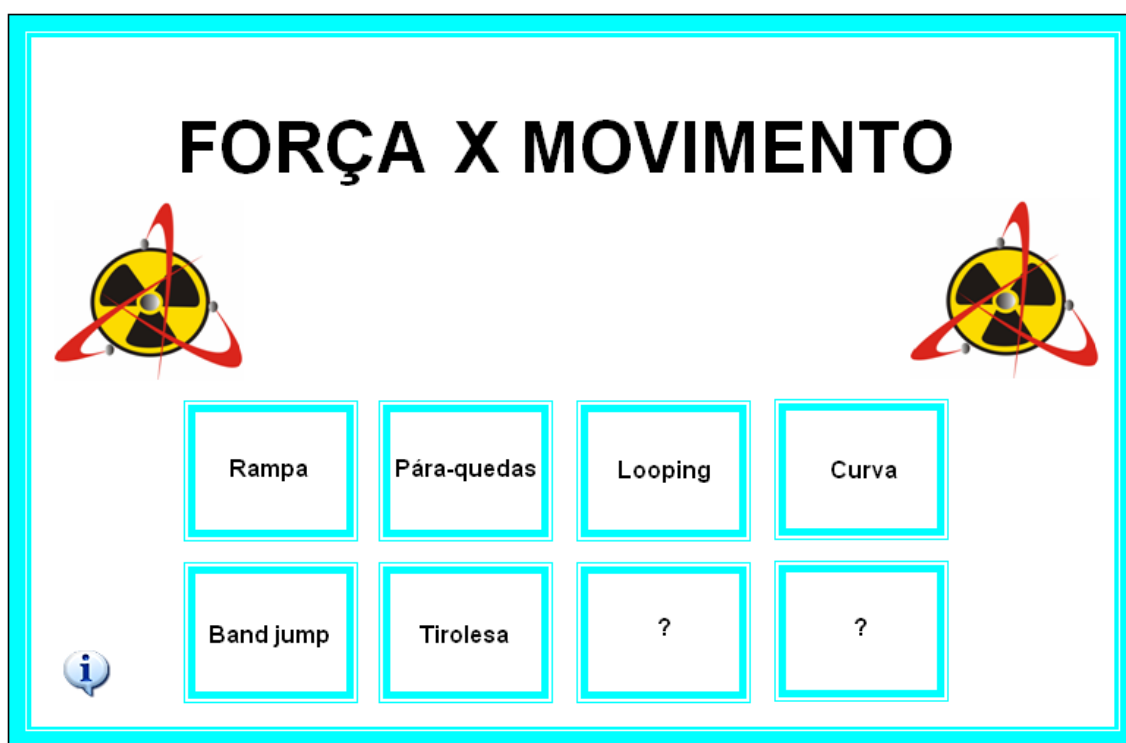 FORÇA X MOVIMENTO
Rampa
Pára-quedas
Looping
Curva
Band jump
Tirolesa
?
?
i